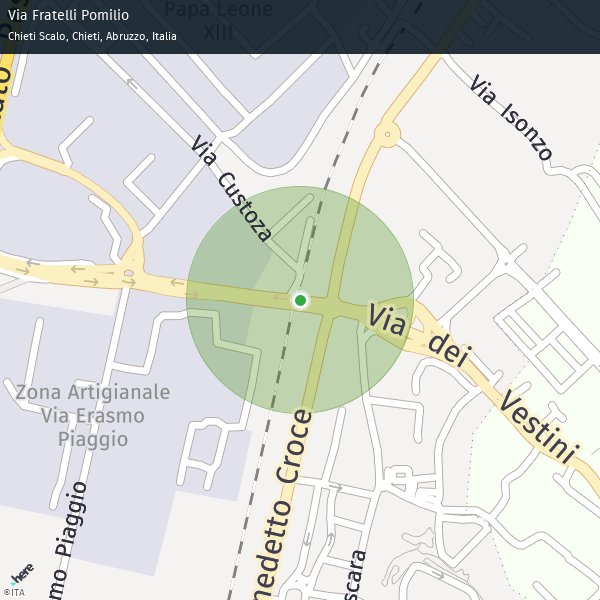 Via Fratelli Pomilio
Chieti Scalo, Chieti, Abruzzo, Italia
Papa Leone
XIII
Via Isonzo
Via Custoza
Via dei Vestini
Zona Artigianale
Via Erasmo
Piaggio
nedetto Croce
mo Piaggio
scara
here
©ITA